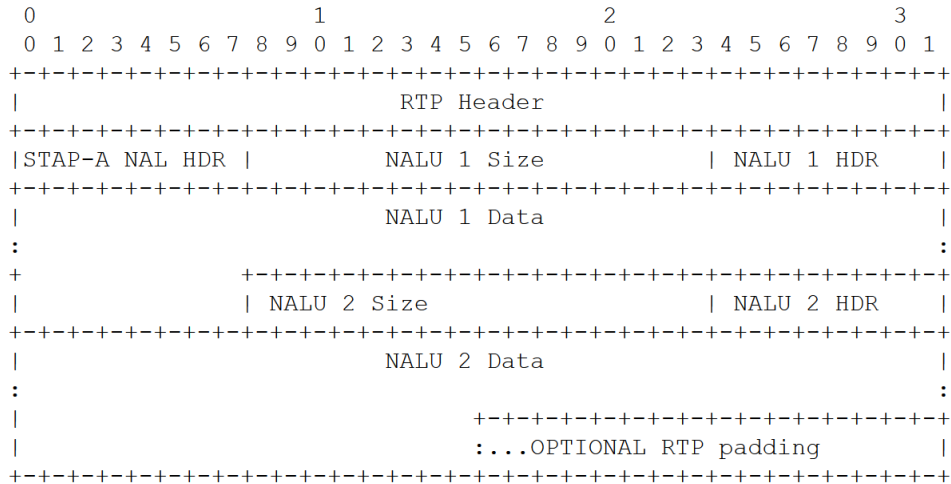 0                   1                   2                   3
 0 1 2 3 4 5 6 7 8 9 0 1 2 3 4 5 6 7 8 9 0 1 2 3 4 5 6 7 8 9 0 1
+-+-+-+-+-+-+-+-+-+-+-+-+-+-+-+-+-+-+-+-+-+-+-+-+-+-+-+-+-+-+-+-+
|                          RTP Header                           |
+-+-+-+-+-+-+-+-+-+-+-+-+-+-+-+-+-+-+-+-+-+-+-+-+-+-+-+-+-+-+-+-+
|STAP-A NAL HDR |         NALU 1 Size           | NALU 1 HDR    |
+-+-+-+-+-+-+-+-+-+-+-+-+-+-+-+-+-+-+-+-+-+-+-+-+-+-+-+-+-+-+-+-+
|                         NALU 1 Data                           |
:                                                               :
+               +-+-+-+-+-+-+-+-+-+-+-+-+-+-+-+-+-+-+-+-+-+-+-+-+
|               | NALU 2 Size                   | NALU 2 HDR    |
+-+-+-+-+-+-+-+-+-+-+-+-+-+-+-+-+-+-+-+-+-+-+-+-+-+-+-+-+-+-+-+-+
|                         NALU 2 Data                           |
:                                                               :
|                               +-+-+-+-+-+-+-+-+-+-+-+-+-+-+-+-+
|                               :...OPTIONAL RTP padding        |
+-+-+-+-+-+-+-+-+-+-+-+-+-+-+-+-+-+-+-+-+-+-+-+-+-+-+-+-+-+-+-+-+